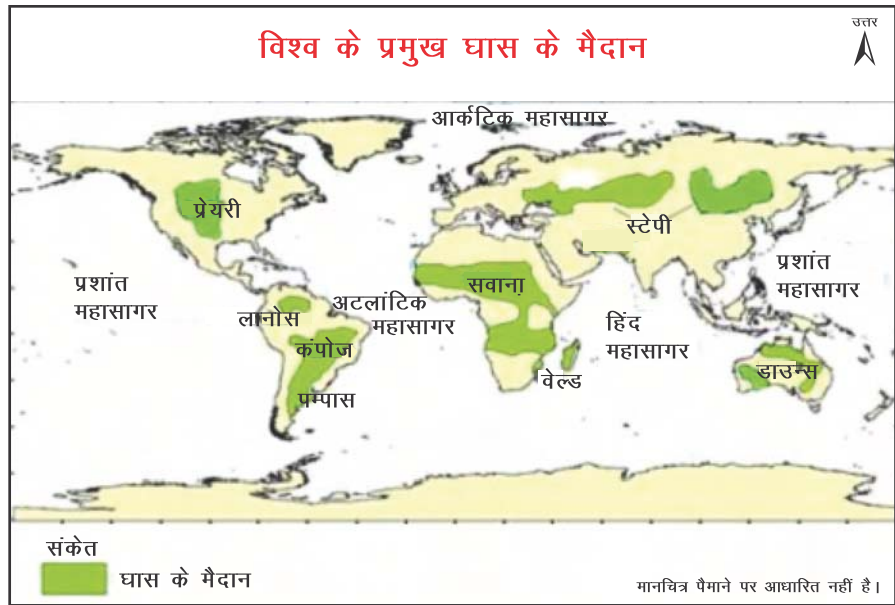 विश्व के प्रमुख घास के मैदान
उत्तर
आर्कटिक महासागर
प्रेयरी
स्टेपी
प्रशांत
महासागर
सवाना
प्रशांत
महासागर
लानोस
अटलांटिक
महासागर
हिंद
महासागर
कंपोज
डाउन्स
वेल्ड
पम्पास
संकेत
घास के मैदान
मानचित्र पैमाने पर आधारित नहीं है।